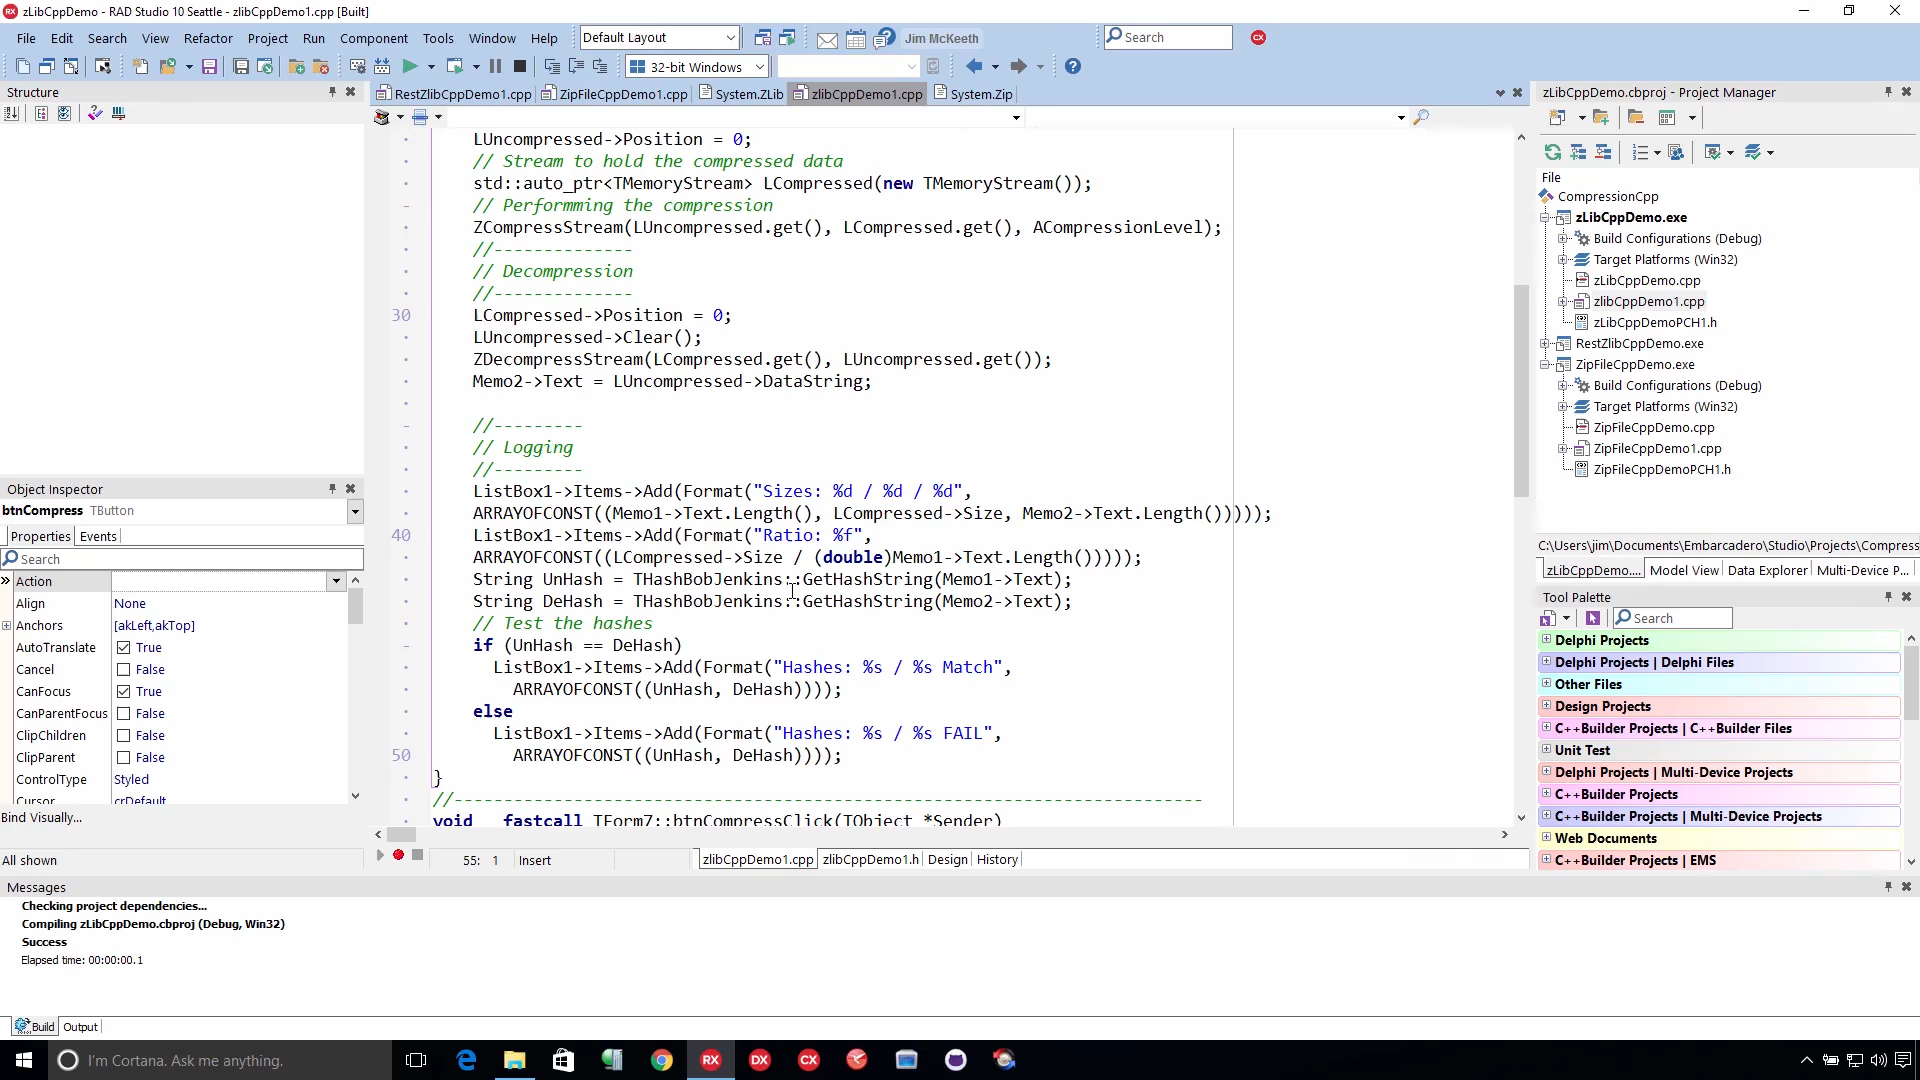 zLibCppDemo - RAD Studio 10 Seattle - zlibCppDemo1.cpp [Built]
File Edit Search View Refactor Project Run Component Tools Window Help
Default Layout
Jim McKeeth
Search
32-bit Windows
Structure
RestZlibCppDemo1.cpp ZipFileCppDemo1.cpp System.ZLib zlibCppDemo1.cpp System.Zip
LUncompressed->Position = 0;
// Stream to hold the compressed data
std::auto_ptr<TMemoryStream> LCompressed(new TMemoryStream());
// Performming the compression
ZCompressStream(LUncompressed.get(), LCompressed.get(), ACompressionLevel);
//--------------
// Decompression
//--------------
30 LCompressed->Position = 0;
LUncompressed->Clear();
ZDecompressStream(LCompressed.get(), LUncompressed.get());
Memo2->Text = LUncompressed->DataString;
//---------
// Logging
//---------
ListBox1->Items->Add(Format("Sizes: %d / %d / %d",
ARRAYOFCONST((Memo1->Text.Length(), LCompressed->Size, Memo2->Text.Length()))));
40 ListBox1->Items->Add(Format("Ratio: %f",
ARRAYOFCONST((LCompressed->Size / (double)Memo1->Text.Length()))));
String UnHash = THashBobJenkins::GetHashString(Memo1->Text);
String DeHash = THashBobJenkins::GetHashString(Memo2->Text);
// Test the hashes
if (UnHash == DeHash)
ListBox1->Items->Add(Format("Hashes: %s / %s Match",
ARRAYOFCONST((UnHash, DeHash))));
else
ListBox1->Items->Add(Format("Hashes: %s / %s FAIL",
50 ARRAYOFCONST((UnHash, DeHash))));
}
//---------------------------------------------------------------------------
void __fastcall TForm7::btnCompressClick(TObject *Sender)
55: 1 Insert
zlibCppDemo1.cpp zlibCppDemo1.h Design History
Object Inspector
btnCompress TButton
Properties Events
Search
Action
Align None
Anchors [akLeft,akTop]
AutoTranslate True
Cancel False
CanFocus True
CanParentFocus False
ClipChildren False
ClipParent False
ControlType Styled
Cursor crDefault
Bind Visually...
All shown
zLibCppDemo.cbproj - Project Manager
File
CompressionCpp
zLibCppDemo.exe
Build Configurations (Debug)
Target Platforms (Win32)
zLibCppDemo.cpp
zlibCppDemo1.cpp
zLibCppDemoPCH1.h
RestZlibCppDemo.exe
ZipFileCppDemo.exe
Build Configurations (Debug)
Target Platforms (Win32)
ZipFileCppDemo.cpp
ZipFileCppDemo1.cpp
ZipFileCppDemoPCH1.h
C:\Users\jim\Documents\Embarcadero\Studio\Projects\Compress
zLibCppDemo.... Model View Data Explorer Multi-Device P...
Tool Palette
Search
Delphi Projects
Delphi Projects | Delphi Files
Other Files
Design Projects
C++Builder Projects | C++Builder Files
Unit Test
Delphi Projects | Multi-Device Projects
C++Builder Projects
C++Builder Projects | Multi-Device Projects
Web Documents
C++Builder Projects | EMS
Messages
Checking project dependencies...
Compiling zLibCppDemo.cbproj (Debug, Win32)
Success
Elapsed time: 00:00:00.1
Build Output
I'm Cortana. Ask me anything.
RX DX CX